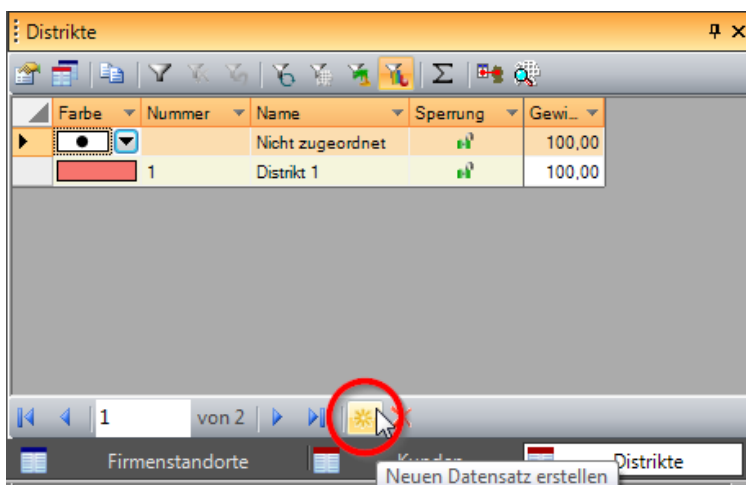 Distrikte
Farbe Nummer Name Sperrung Gewi...
Nicht zugeordnet 100,00
1 Distrikt 1 100,00
1 von 2
Firmenstandorte Kunden Distrikte
Neuen Datensatz erstellen